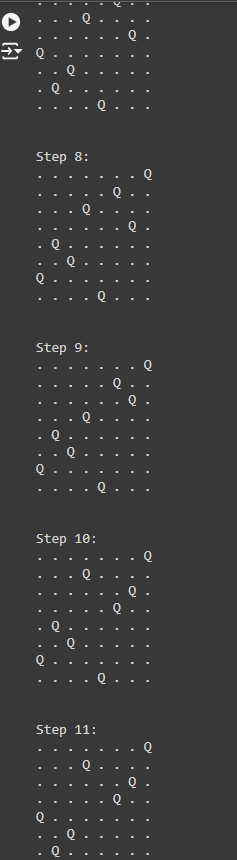 . . . . . Q . .
. . . Q . . . .
. . . . . . Q .
Q . . . . . . .
. . Q . . . . .
. Q . . . . . .
. . . . Q . . .
Step 8:
. . . . . . . Q
. . . . . Q . .
. . . Q . . . .
. . . . . . Q .
. Q . . . . . .
. . Q . . . . .
Q . . . . . . .
. . . . Q . . .
Step 9:
. . . . . . . Q
. . . . . Q . .
. . . . . . Q .
. . . Q . . . .
. Q . . . . . .
. . Q . . . . .
Q . . . . . . .
. . . . Q . . .
Step 10:
. . . . . . . Q
. . . Q . . . .
. . . . . . Q .
. . . . . Q . .
. Q . . . . . .
. . Q . . . . .
Q . . . . . . .
. . . . Q . . .
Step 11:
. . . . . . . Q
. . . Q . . . .
. . . . . . Q .
. . . . . Q . .
Q . . . . . . .
. . Q . . . . .
. Q . . . . . .